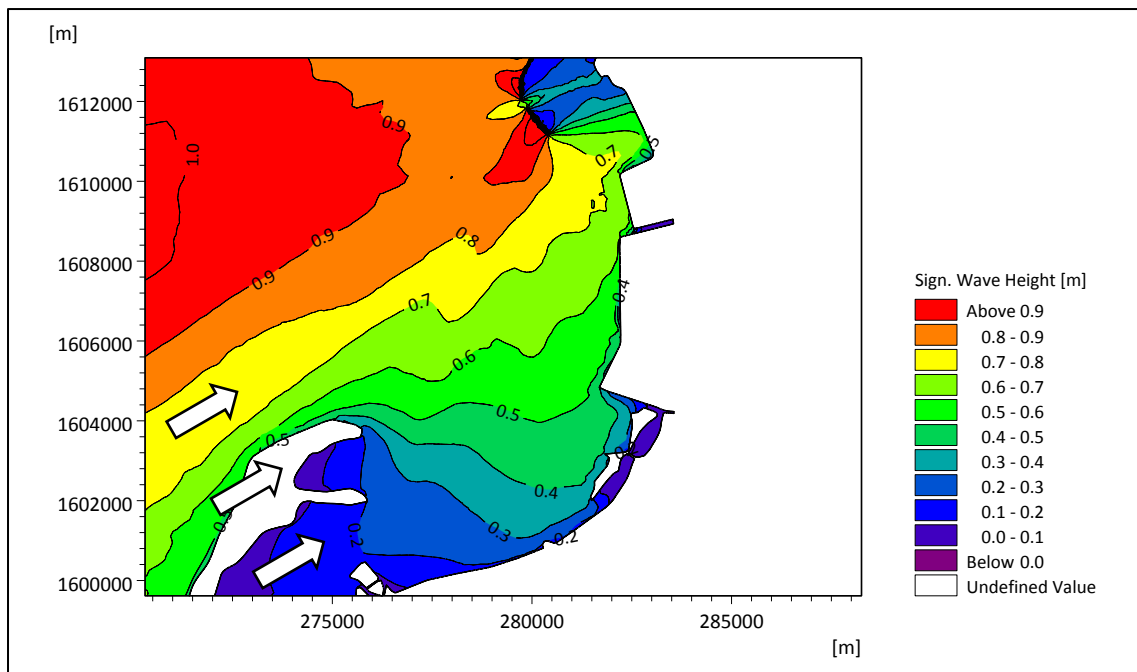 [m]
1612000
1610000
1608000
1606000
1604000
1602000
1600000
275000
280000
285000
[m]
0.9
1.0
0.9
0.9
0.8
0.7
0.7
0.5
0.4
0.6
0.5
0.5
0.4
0.3
0.2
0.2
Sign. Wave Height [m]
Above 0.9
0.8 - 0.9
0.7 - 0.8
0.6 - 0.7
0.5 - 0.6
0.4 - 0.5
0.3 - 0.4
0.2 - 0.3
0.1 - 0.2
0.0 - 0.1
Below 0.0
Undefined Value